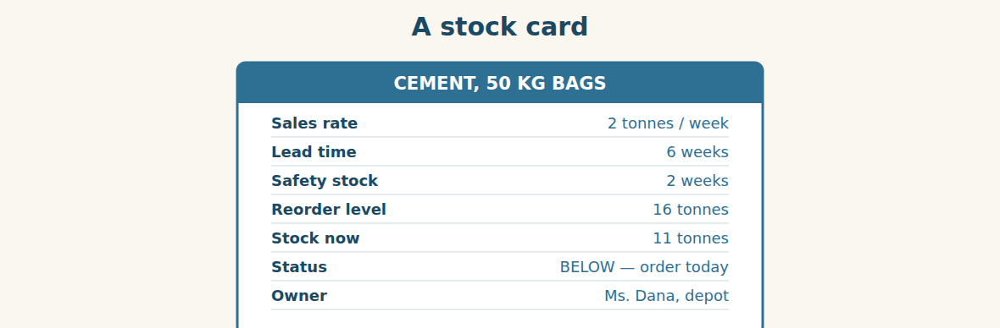 A stock card
CEMENT, 50 KG BAGS
Sales rate 2 tonnes / week
Lead time 6 weeks
Safety stock 2 weeks
Reorder level 16 tonnes
Stock now 11 tonnes
Status BELOW — order today
Owner Ms. Dana, depot